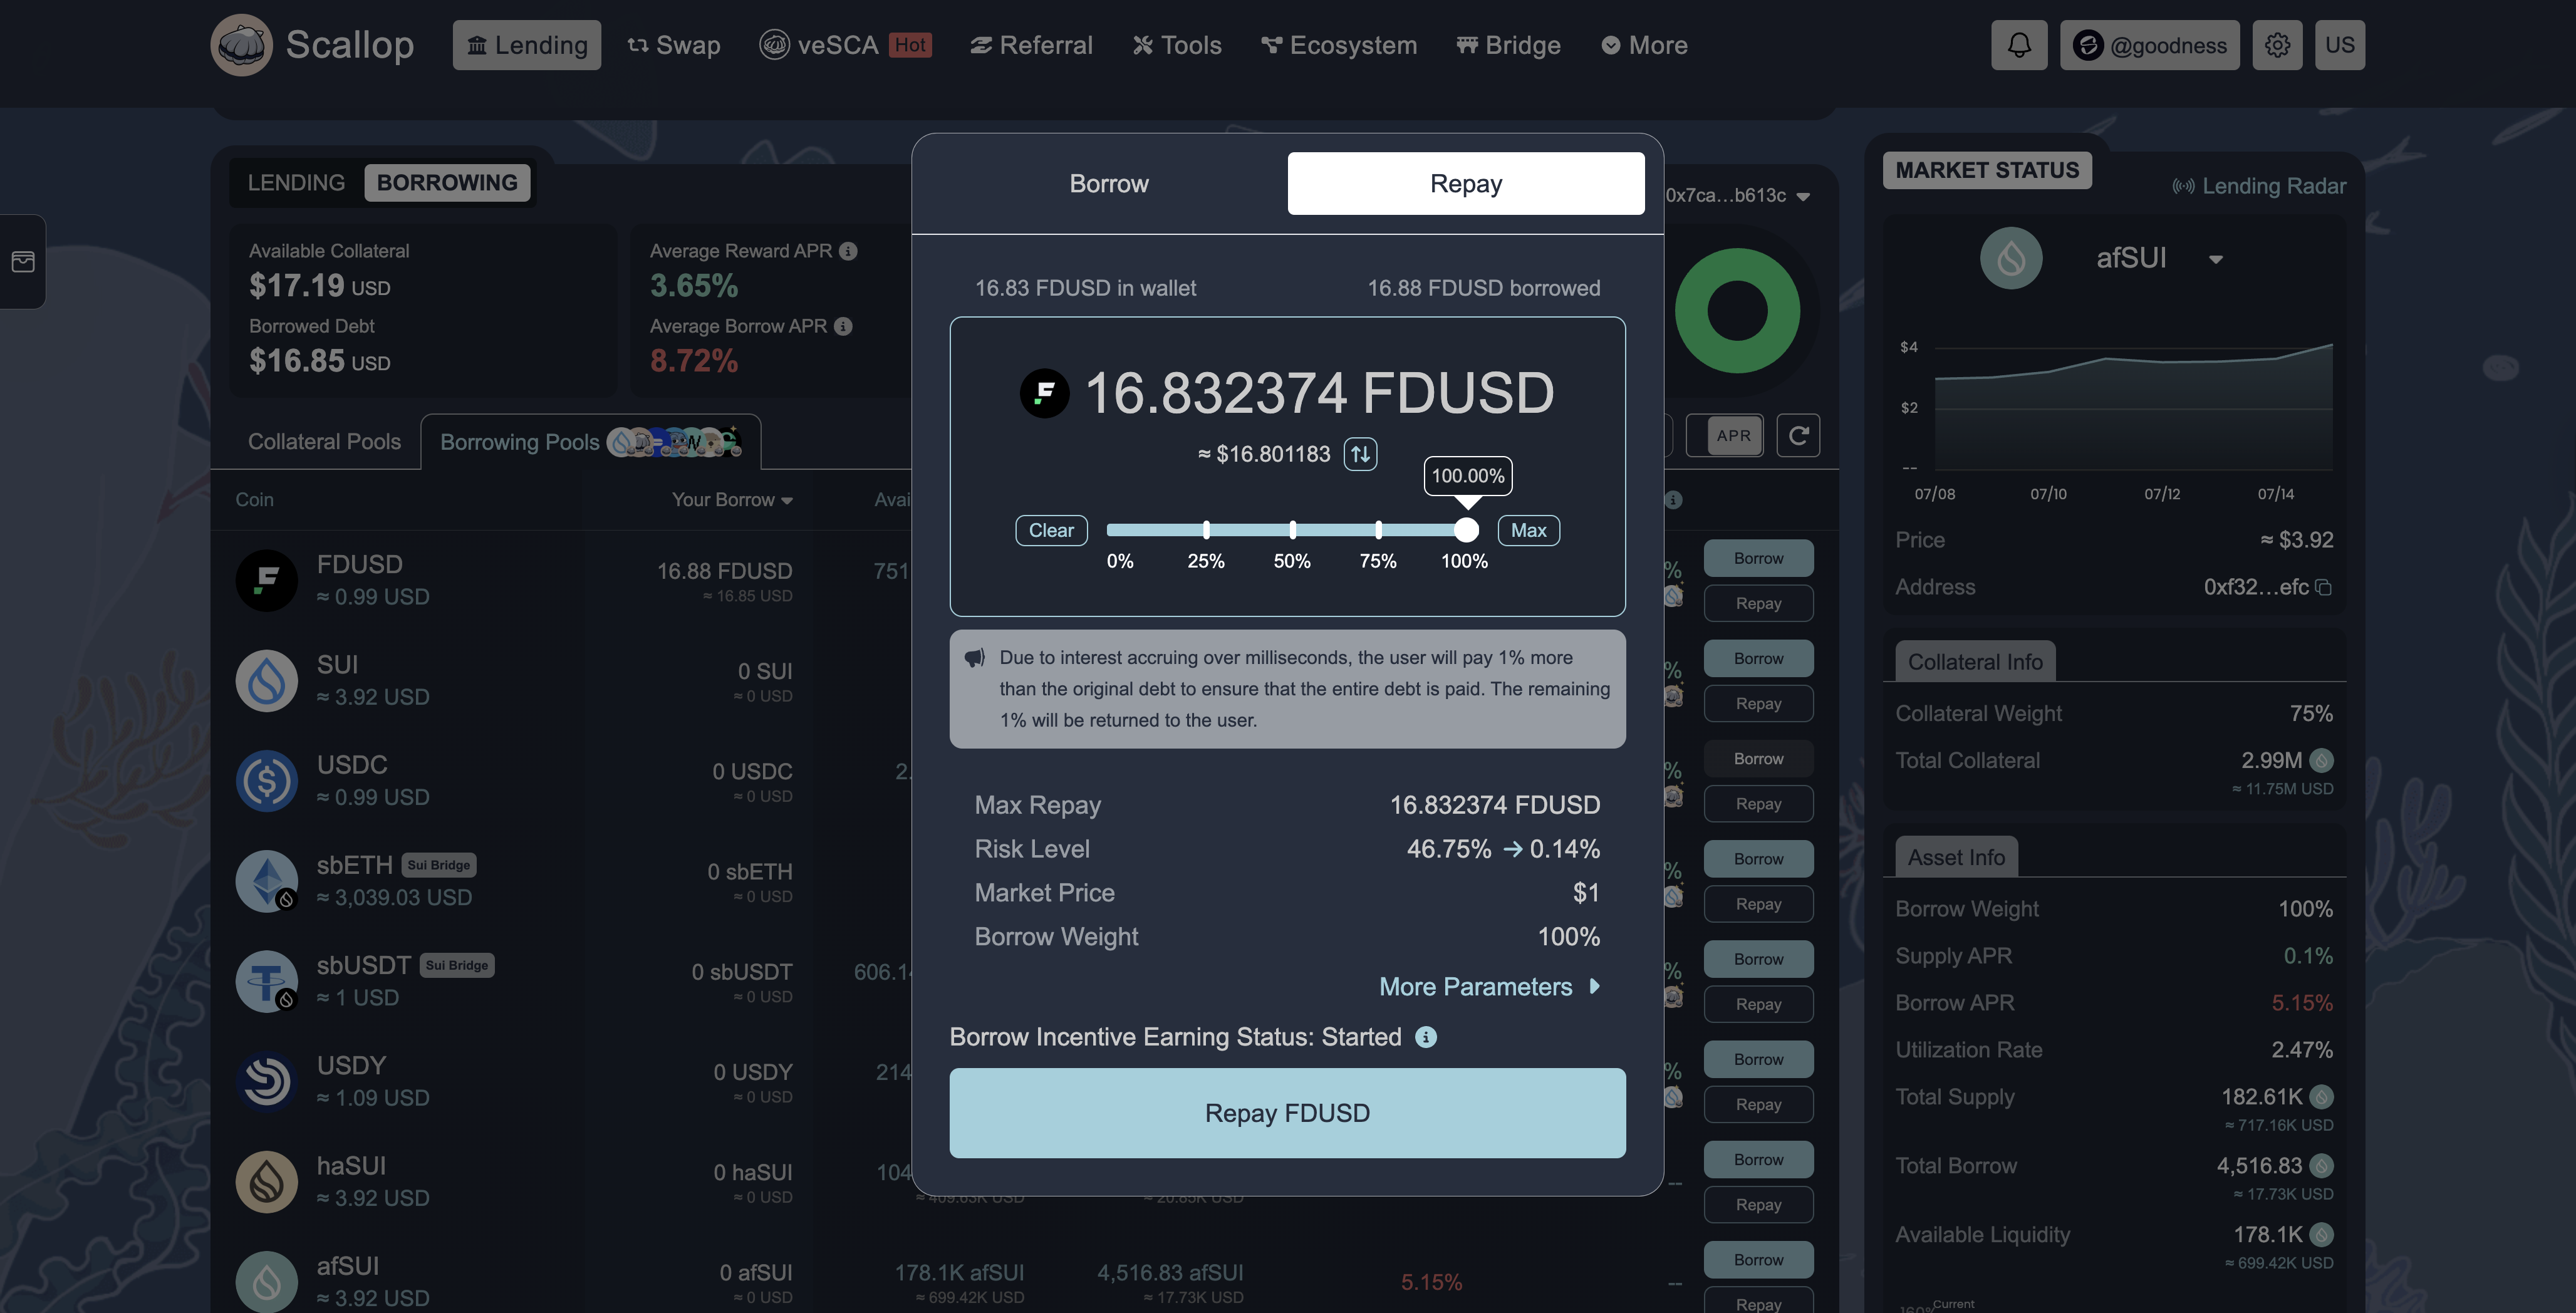 Scallop
Lending
Swap
veSCA Hot
Referral
Tools
Ecosystem
Bridge
More
@goodness
US
LENDING
BORROWING
Available Collateral
$17.19 USD
Borrowed Debt
$16.85 USD
Average Reward APR
3.65%
Average Borrow APR
8.72%
0x7ca...b613c
Collateral Pools
Borrowing Pools
APR
Coin
Your Borrow
Avai
FDUSD
≈ 0.99 USD
16.88 FDUSD
≈ 16.85 USD
751
%
Borrow
Repay
SUI
≈ 3.92 USD
0 SUI
≈ 0 USD
%
Borrow
Repay
USDC
≈ 0.99 USD
0 USDC
≈ 0 USD
2.
%
Borrow
Repay
sbETH Sui Bridge
≈ 3,039.03 USD
0 sbETH
≈ 0 USD
%
Borrow
Repay
sbUSDT Sui Bridge
≈ 1 USD
0 sbUSDT
≈ 0 USD
606.1
%
Borrow
Repay
USDY
≈ 1.09 USD
0 USDY
≈ 0 USD
214
%
Borrow
Repay
haSUI
≈ 3.92 USD
0 haSUI
≈ 0 USD
104
--
Borrow
Repay
afSUI
≈ 3.92 USD
0 afSUI
≈ 0 USD
178.1K afSUI
≈ 699.42K USD
4,516.83 afSUI
≈ 17.73K USD
5.15%
--
Borrow
Repay
Borrow
Repay
16.83 FDUSD in wallet
16.88 FDUSD borrowed
16.832374 FDUSD
≈ $16.801183
100.00%
Clear
Max
0%
25%
50%
75%
100%
Due to interest accruing over milliseconds, the user will pay 1% more
than the original debt to ensure that the entire debt is paid. The remaining
1% will be returned to the user.
Max Repay
16.832374 FDUSD
Risk Level
46.75% → 0.14%
Market Price
$1
Borrow Weight
100%
More Parameters
Borrow Incentive Earning Status: Started
Repay FDUSD
MARKET STATUS
Lending Radar
afSUI
$4
$2
--
07/08
07/10
07/12
07/14
Price
≈ $3.92
Address
0xf32...efc
Collateral Info
Collateral Weight
75%
Total Collateral
2.99M
≈ 11.75M USD
Asset Info
Borrow Weight
100%
Supply APR
0.1%
Borrow APR
5.15%
Utilization Rate
2.47%
Total Supply
182.61K
≈ 717.16K USD
Total Borrow
4,516.83
≈ 17.73K USD
Available Liquidity
178.1K
≈ 699.42K USD
Current